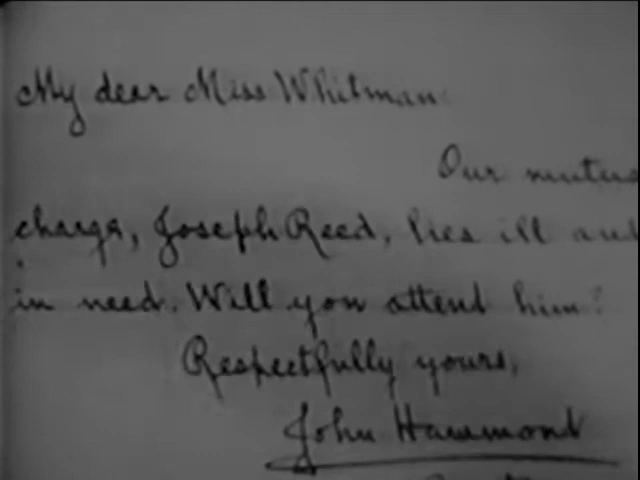 My dear Miss Whitman
Our mutua
charge, Joseph Reed, lies ill and
in need. Will you attend him?
Respectfully yours,
John Hammond